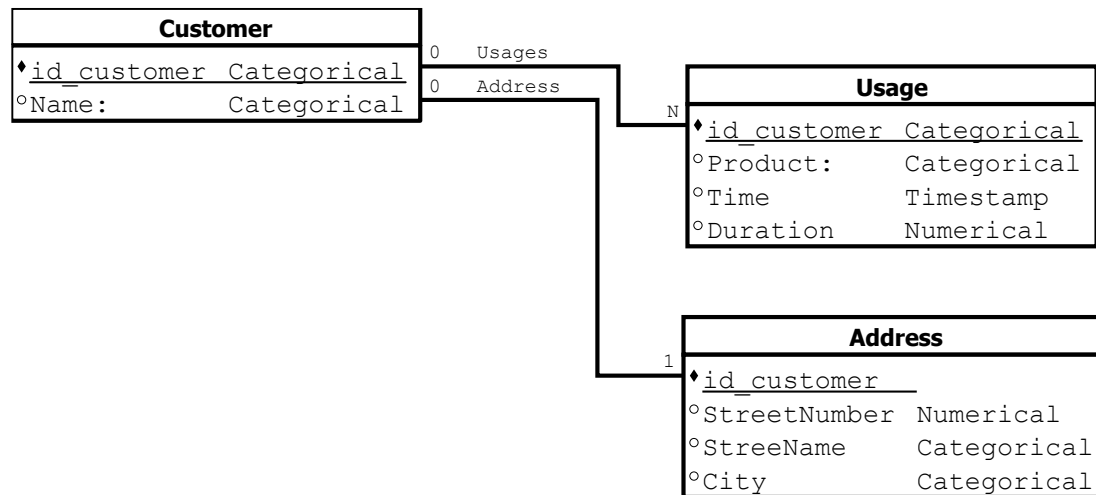 Customer
id_customer Categorical
Name: Categorical
0 Usages
0 Address
N
Usage
id_customer Categorical
Product: Categorical
Time Timestamp
Duration Numerical
1
Address
id_customer
StreetNumber Numerical
StreeName Categorical
City Categorical